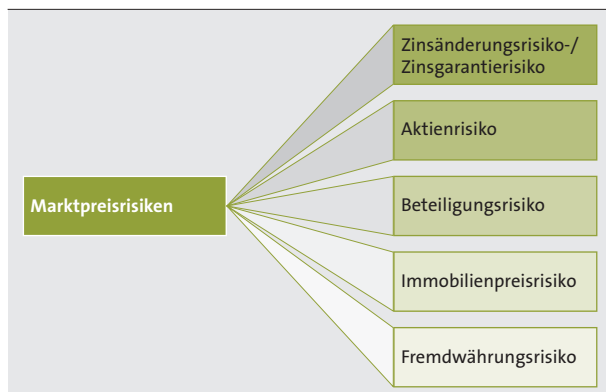 Zinsänderungsrisiko-/
Zinsgarantierisiko
Aktienrisiko
Marktpreisrisiken
Beteiligungsrisiko
Immobilienpreisrisiko
Fremdwährungsrisiko